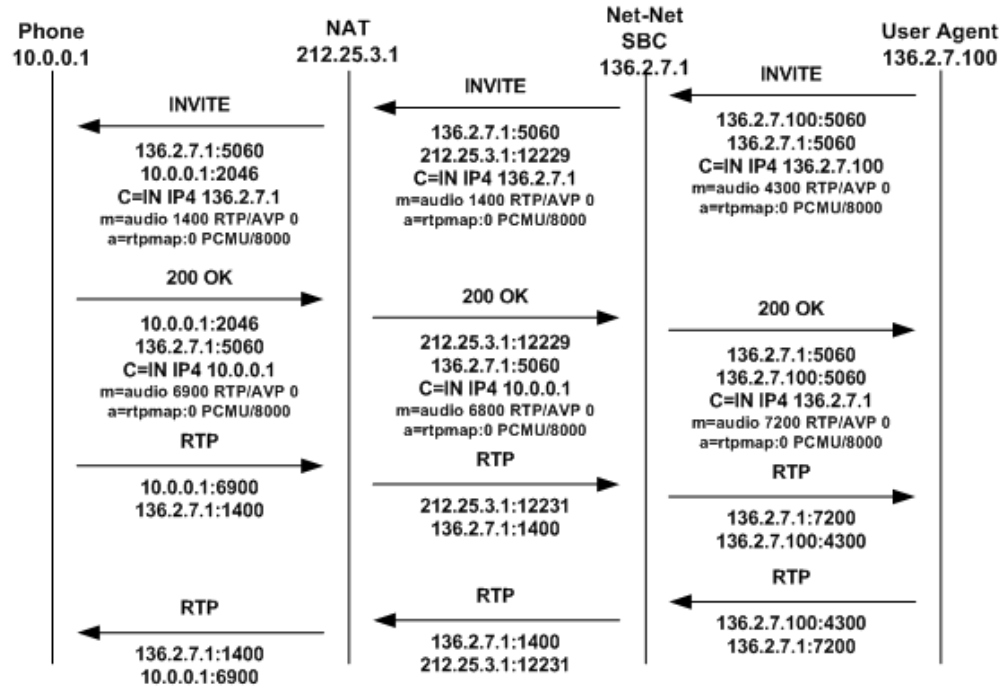 Phone
10.0.0.1
NAT
212.25.3.1
Net-Net
SBC
136.2.7.1
User Agent
136.2.7.100
INVITE
136.2.7.1:5060
10.0.0.1:2046
C=IN IP4 136.2.7.1
m=audio 1400 RTP/AVP 0
a=rtpmap:0 PCMU/8000
INVITE
136.2.7.1:5060
212.25.3.1:12229
C=IN IP4 136.2.7.1
m=audio 1400 RTP/AVP 0
a=rtpmap:0 PCMU/8000
INVITE
136.2.7.100:5060
136.2.7.1:5060
C=IN IP4 136.2.7.100
m=audio 4300 RTP/AVP 0
a=rtpmap:0 PCMU/8000
200 OK
10.0.0.1:2046
136.2.7.1:5060
C=IN IP4 10.0.0.1
m=audio 6900 RTP/AVP 0
a=rtpmap:0 PCMU/8000
200 OK
212.25.3.1:12229
136.2.7.1:5060
C=IN IP4 10.0.0.1
m=audio 6800 RTP/AVP 0
a=rtpmap:0 PCMU/8000
200 OK
136.2.7.1:5060
136.2.7.100:5060
C=IN IP4 136.2.7.1
m=audio 7200 RTP/AVP 0
a=rtpmap:0 PCMU/8000
RTP
10.0.0.1:6900
136.2.7.1:1400
RTP
212.25.3.1:12231
136.2.7.1:1400
RTP
136.2.7.1:7200
136.2.7.100:4300
RTP
136.2.7.1:1400
10.0.0.1:6900
RTP
136.2.7.1:1400
212.25.3.1:12231
RTP
136.2.7.100:4300
136.2.7.1:7200